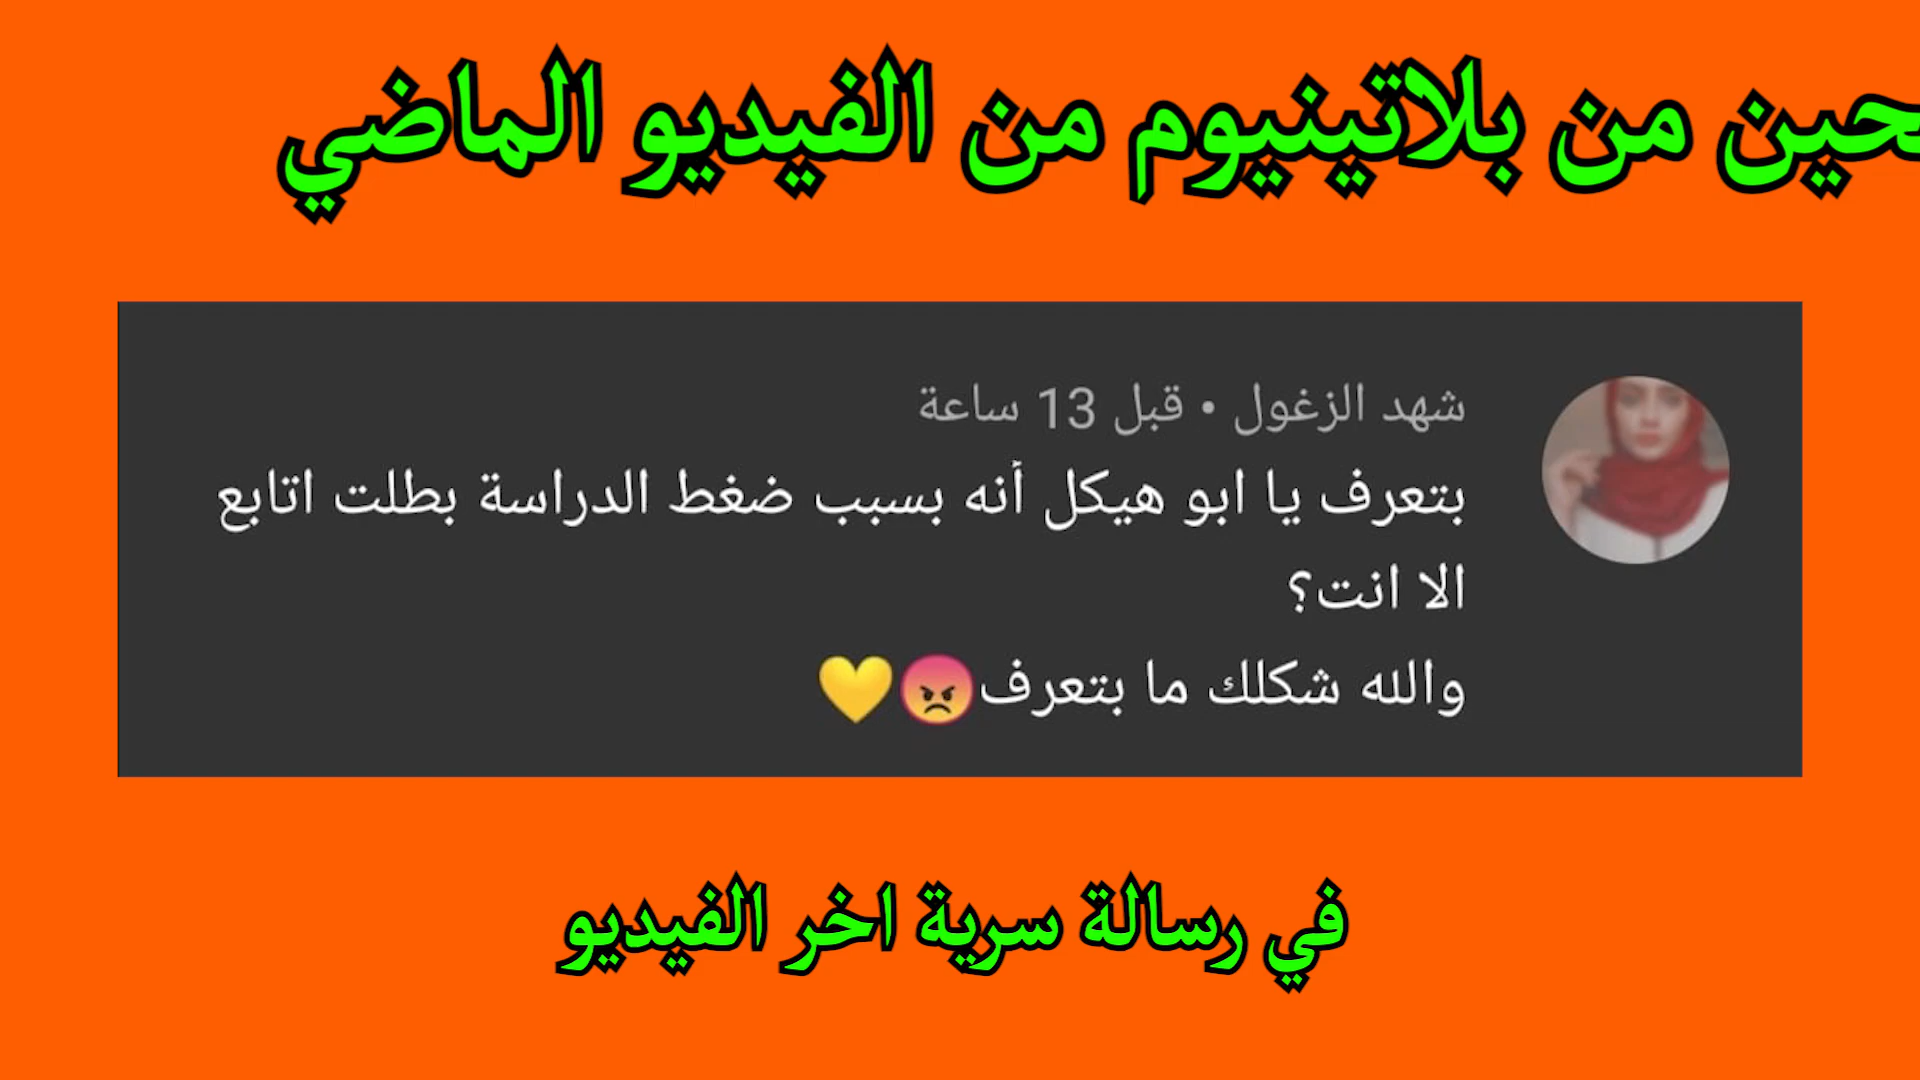 من بلاتينيوم من الفيديو الماضي
شهد الزغول • قبل 13 ساعة
بتعرف يا ابو هيكل أنه بسبب ضغط الدراسة بطلت اتابع
الا انت؟
والله شكلك ما بتعرف😡💛
في رسالة سرية اخر الفيديو